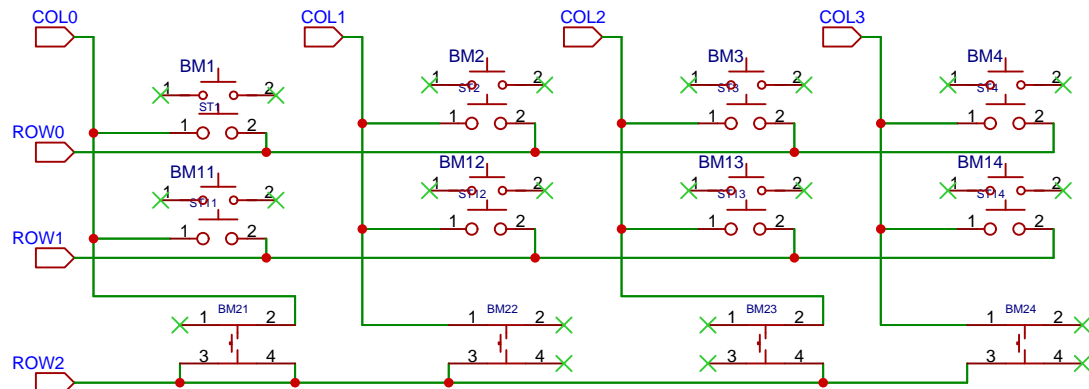 COL0 COL1 COL2 COL3
BM1 BM2 BM3 BM4
1 2 1 2 1 2 1 2
ST1 ST2 ST3 ST4
1 2 1 2 1 2 1 2
ROW0
BM11 BM12 BM13 BM14
1 2 1 2 1 2 1 2
ST11 ST12 ST13 ST14
1 2 1 2 1 2 1 2
ROW1
BM21 BM22 BM23 BM24
1 2 1 2 1 2 1 2
3 4 3 4 3 4 3 4
ROW2